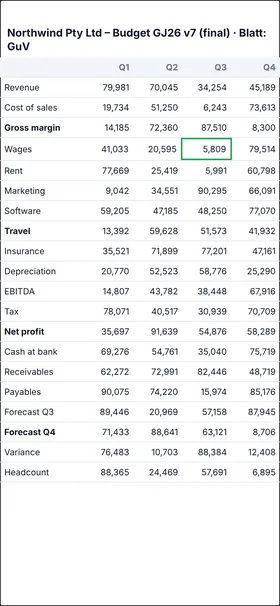 Northwind Pty Ltd – Budget GJ26 v7 (final) · Blatt:
GuV
Q1 Q2 Q3 Q4
Revenue 79,981 70,045 34,254 45,189
Cost of sales 19,734 51,250 6,243 73,613
Gross margin 14,185 72,360 87,510 8,300
Wages 41,033 20,595 5,809 79,514
Rent 77,669 25,419 5,991 60,798
Marketing 9,042 34,551 90,295 66,091
Software 59,205 47,185 48,250 77,070
Travel 13,392 59,628 51,573 41,932
Insurance 35,521 71,899 77,201 47,161
Depreciation 20,770 52,523 58,776 25,290
EBITDA 14,807 43,782 38,448 67,916
Tax 78,071 40,517 30,939 70,709
Net profit 35,697 91,639 54,876 58,289
Cash at bank 69,276 54,761 35,040 75,719
Receivables 62,272 72,991 82,446 48,719
Payables 90,075 74,220 15,974 85,176
Forecast Q3 89,446 20,969 57,158 87,945
Forecast Q4 71,433 88,641 63,121 8,706
Variance 76,483 10,703 88,384 12,408
Headcount 88,365 24,469 57,691 6,895